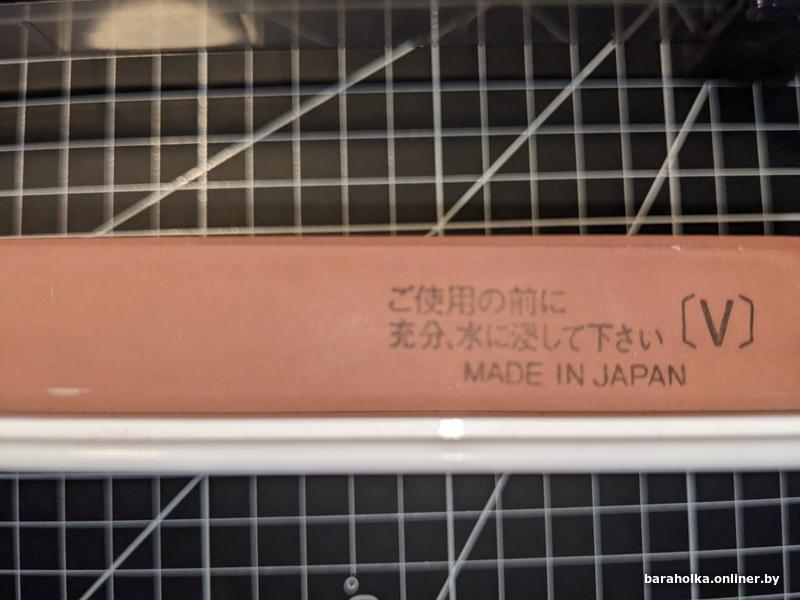 ご使用の前に
充分、水に浸して下さい 〔V〕
MADE IN JAPAN
baraholka.onliner.by